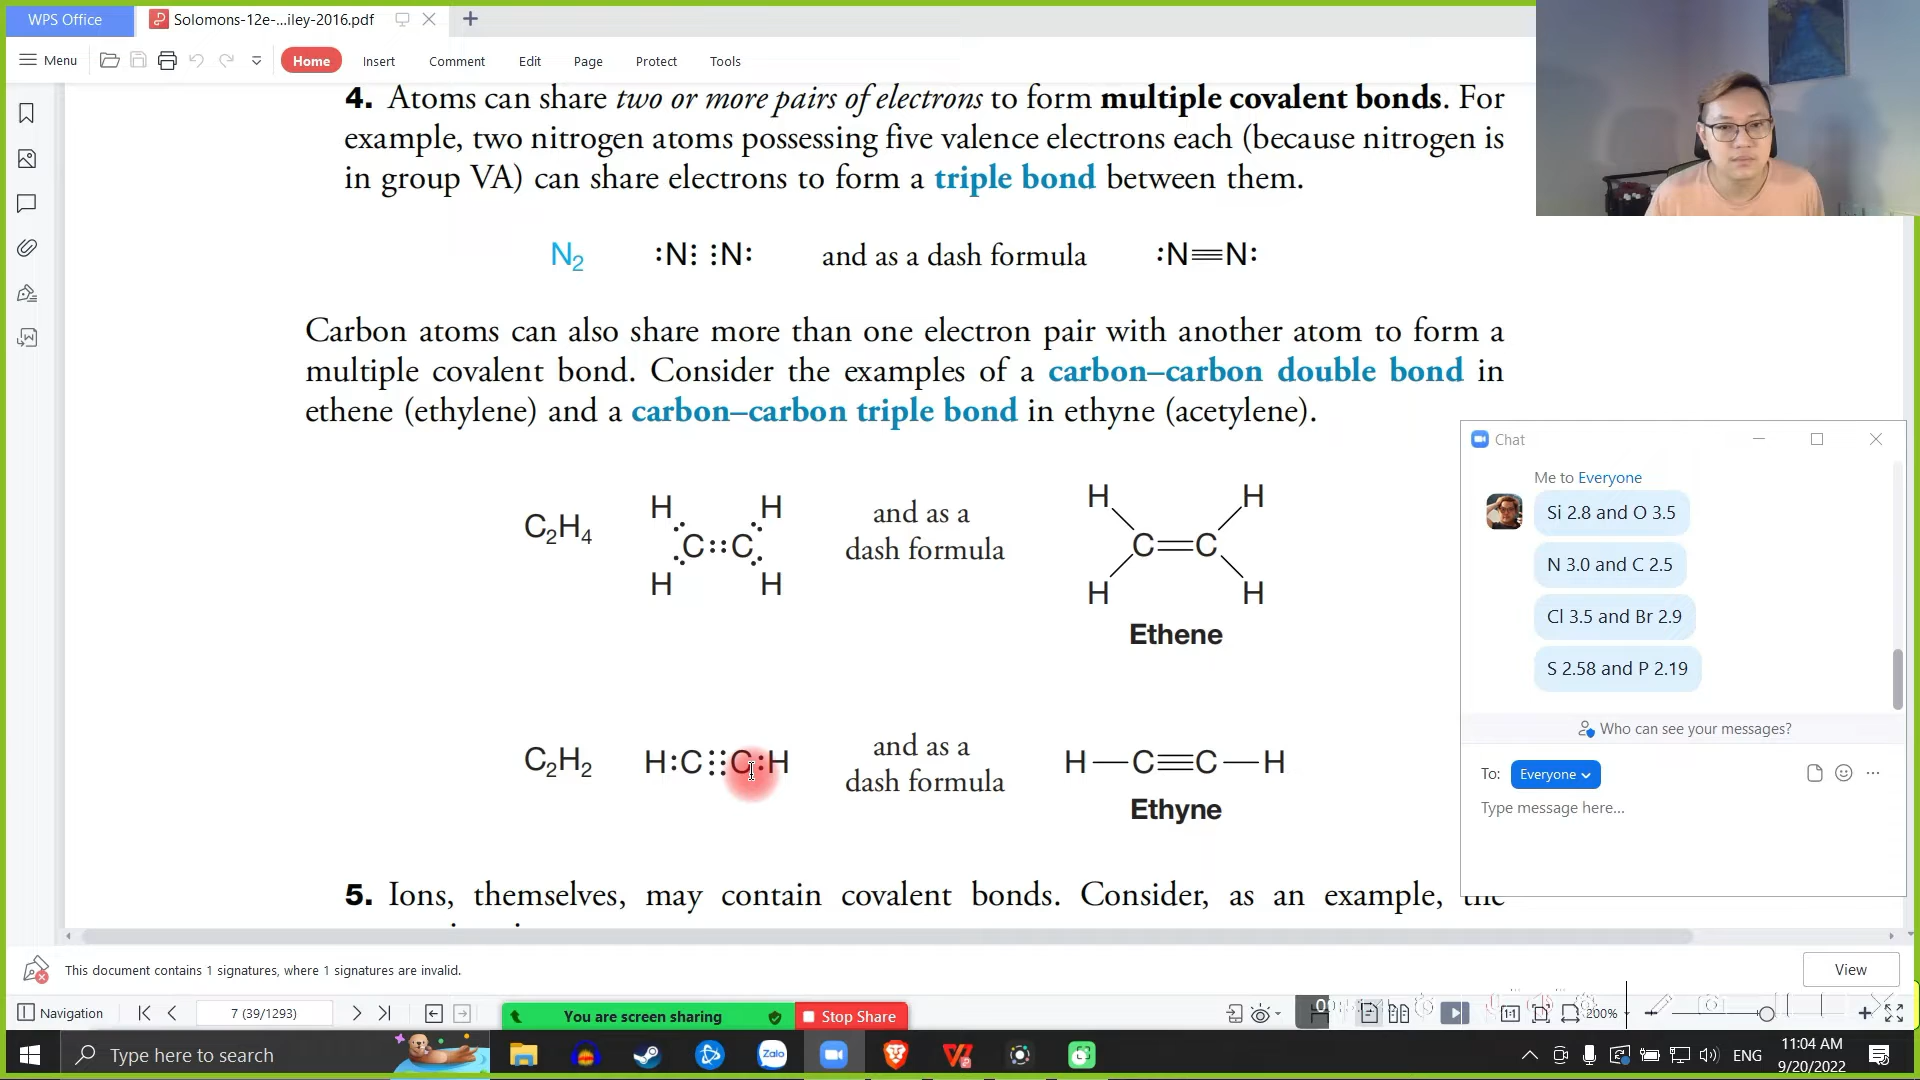 WPS Office
Solomons-12e-...iley-2016.pdf
Menu
Home
Insert
Comment
Edit
Page
Protect
Tools
4. Atoms can share two or more pairs of electrons to form multiple covalent bonds. For
example, two nitrogen atoms possessing five valence electrons each (because nitrogen is
in group VA) can share electrons to form a triple bond between them.
N₂ :N⋮⋮N: and as a dash formula :N≡N:
Carbon atoms can also share more than one electron pair with another atom to form a
multiple covalent bond. Consider the examples of a carbon–carbon double bond in
ethene (ethylene) and a carbon–carbon triple bond in ethyne (acetylene).
H H
C₂H₄ C::C and as a
dash formula
H H
H H
C=C
H H
Ethene
C₂H₂ H:C⋮⋮C:H and as a
dash formula
H—C≡C—H
Ethyne
5. Ions, themselves, may contain covalent bonds. Consider, as an example, the
Chat
Me to Everyone
Si 2.8 and O 3.5
N 3.0 and C 2.5
Cl 3.5 and Br 2.9
S 2.58 and P 2.19
Who can see your messages?
To: Everyone
Type message here...
This document contains 1 signatures, where 1 signatures are invalid.
View
Navigation
7 (39/1293)
You are screen sharing
Stop Share
1:1
200%
Type here to search
Zalo
ENG
11:04 AM
9/20/2022